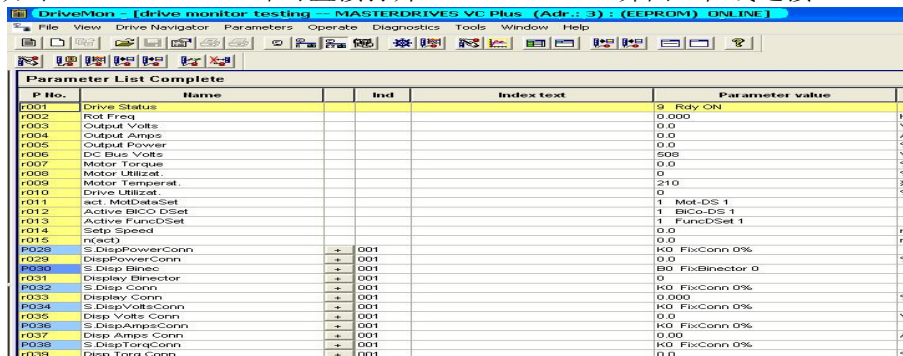 DriveMon - [drive monitor testing -- MASTERDRIVES VC Plus (Adr.: 3) : (EEPROM) ONLINE]
File View Drive Navigator Parameters Operate Diagnostics Tools Window Help
Parameter List Complete
P No. Name Ind Index text Parameter value
r001 Drive Status 9 Rdy ON
r002 Rot Freq 0.000
r003 Output Volts 0.0
r004 Output Amps 0.0
r005 Output Power 0.0
r006 DC Bus Volts 508
r007 Motor Torque 0.0
r008 Motor Utilizat. 0
r009 Motor Temperat. 210
r010 Drive Utilizat. 0
r011 act. MotDataSet 1 Mot-DS 1
r012 Active BICO DSet 1 BiCo-DS 1
r013 Active FuncDSet 1 FuncDSet 1
r014 Setp Speed 0.0
r015 n(act) 0.0
P028 S.DispPowerConn + 001 K0 FixConn 0%
r029 DispPowerConn + 001 0.0
P030 S.Disp Binec + 001 B0 FixBinector 0
r031 Display Binector + 001 0
P032 S.Disp Conn + 001 K0 FixConn 0%
r033 Display Conn + 001 0.000
P034 S.DispVoltsConn + 001 K0 FixConn 0%
r035 Disp Volts Conn + 001 0.0
P036 S.DispAmpsConn + 001 K0 FixConn 0%
r037 Disp Amps Conn + 001 0.00
P038 S.DispTorqConn + 001 K0 FixConn 0%
r039 Disp Torq Conn + 001 0.0